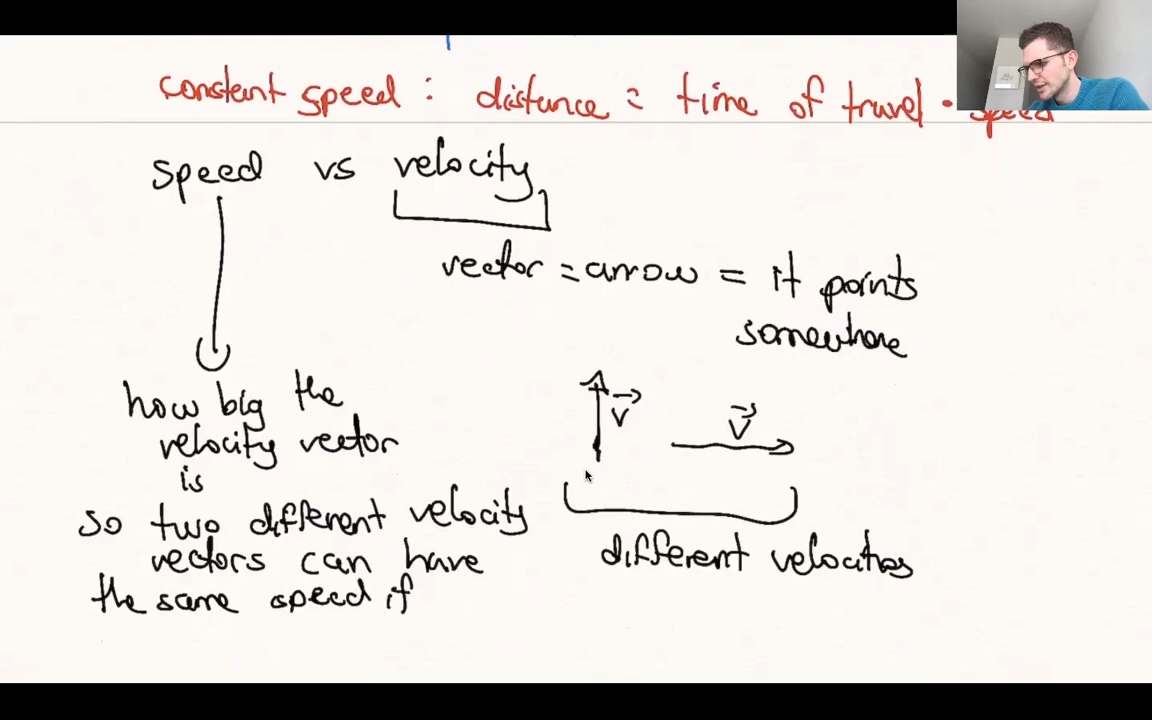 constant speed : distance = time of travel · speed
speed vs velocity
vector = arrow = it points
somewhere
how big the
velocity vector
is
so two different velocity
vectors can have
the same speed if
v
v
different velocities